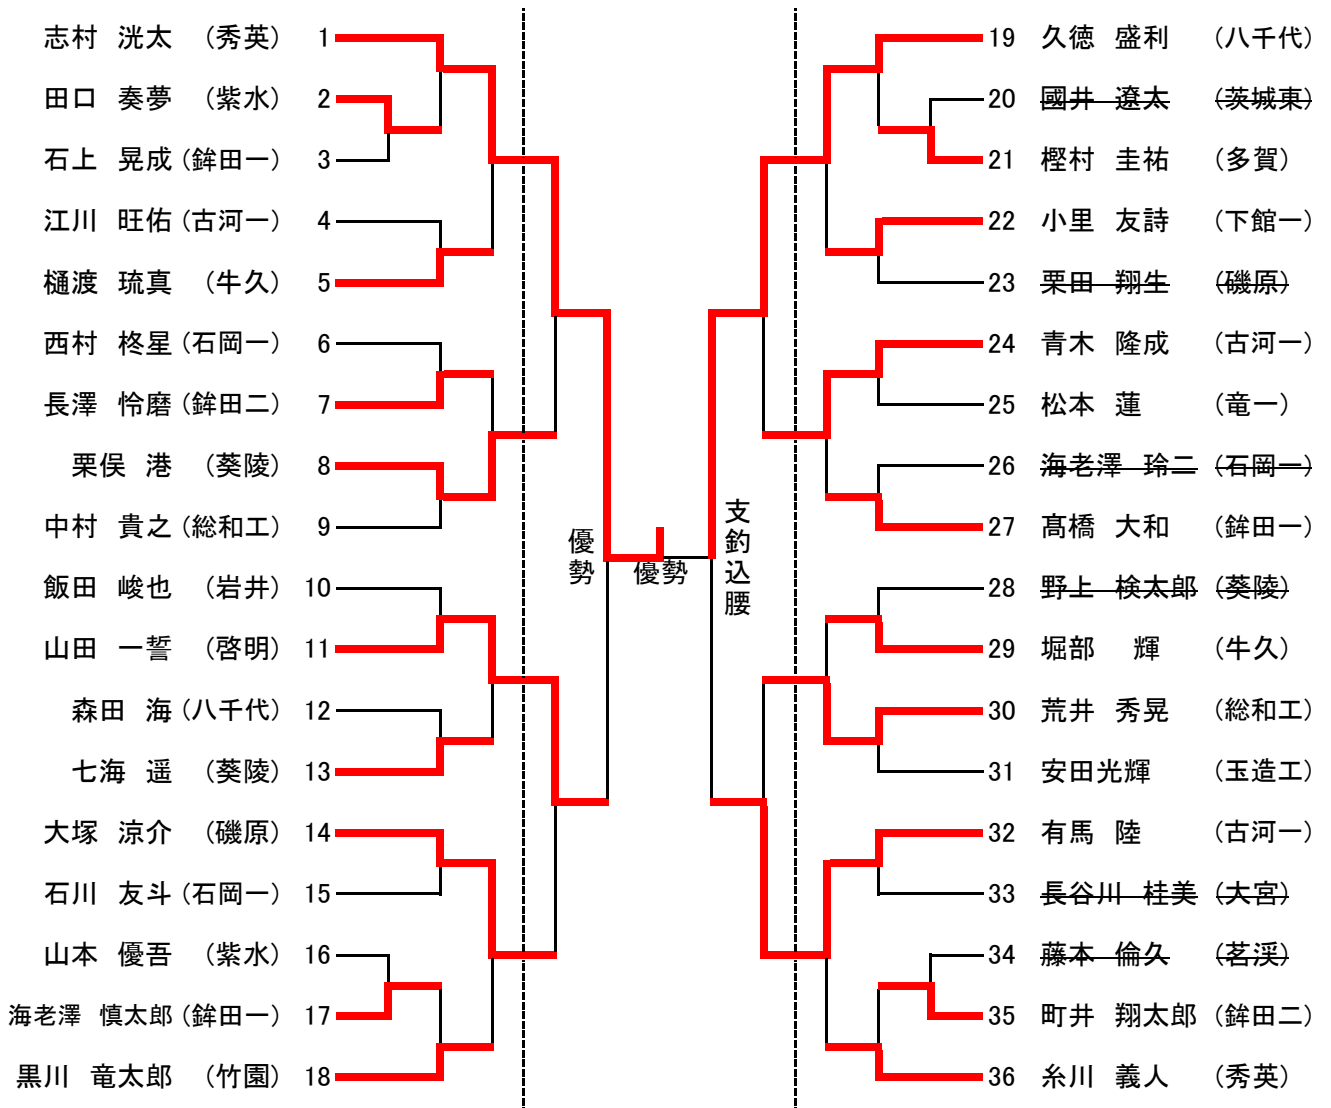 志村 洸太 (秀英) 1
田口 奏夢 (紫水) 2
石上 晃成 (鉾田一) 3
江川 旺佑 (古河一) 4
樋渡 琉真 (牛久) 5
西村 柊星 (石岡一) 6
長澤 怜磨 (鉾田二) 7
栗俣 港 (葵陵) 8
中村 貴之 (総和工) 9
飯田 峻也 (岩井) 10
山田 一誓 (啓明) 11
森田 海 (八千代) 12
七海 遥 (葵陵) 13
大塚 涼介 (磯原) 14
石川 友斗 (石岡一) 15
山本 優吾 (紫水) 16
海老澤 慎太郎 (鉾田一) 17
黒川 竜太郎 (竹園) 18
優勢
優勢
支釣込腰
19 久徳 盛利 (八千代)
20 國井 遼太 (茨城東)
21 樫村 圭祐 (多賀)
22 小里 友詩 (下館一)
23 栗田 翔生 (磯原)
24 青木 隆成 (古河一)
25 松本 蓮 (竜一)
26 海老澤 玲二 (石岡一)
27 髙橋 大和 (鉾田一)
28 野上 検太郎 (葵陵)
29 堀部 輝 (牛久)
30 荒井 秀晃 (総和工)
31 安田光輝 (玉造工)
32 有馬 陸 (古河一)
33 長谷川 桂美 (大宮)
34 藤本 倫久 (茗渓)
35 町井 翔太郎 (鉾田二)
36 糸川 義人 (秀英)